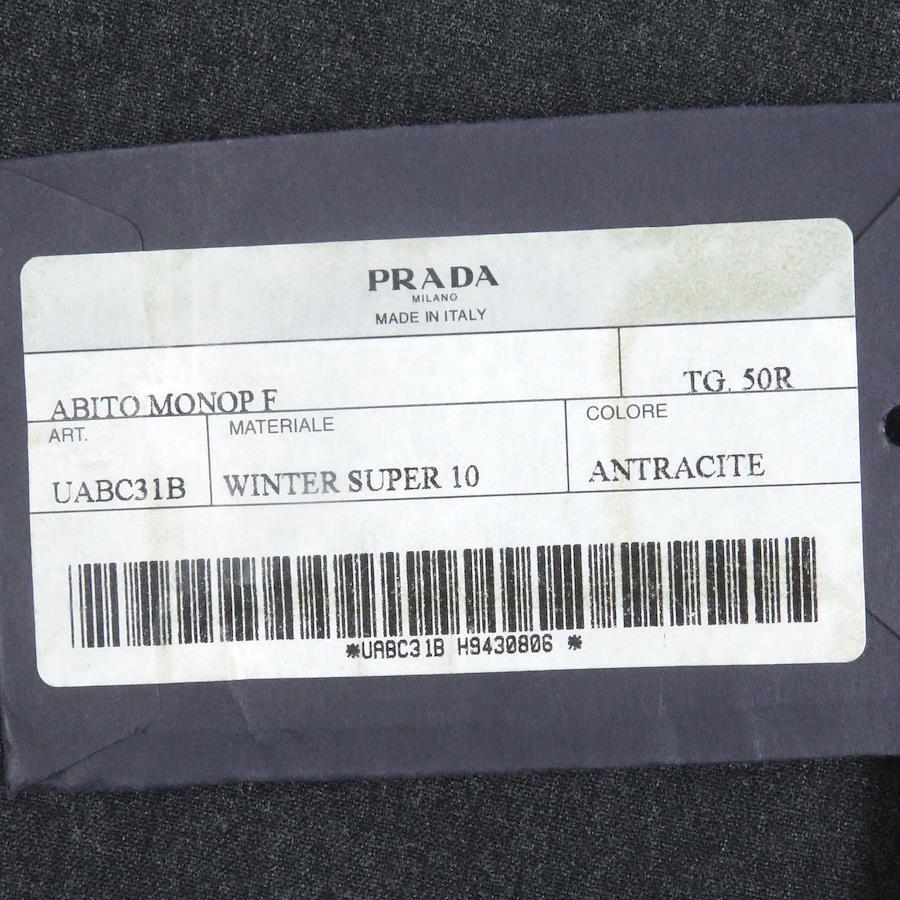 PRADA
MILANO
MADE IN ITALY
ABITO MONOP F
TG. 50R
ART.
MATERIALE
COLORE
UABC31B
WINTER SUPER 10
ANTRACITE
*UABC31B H9430806 *